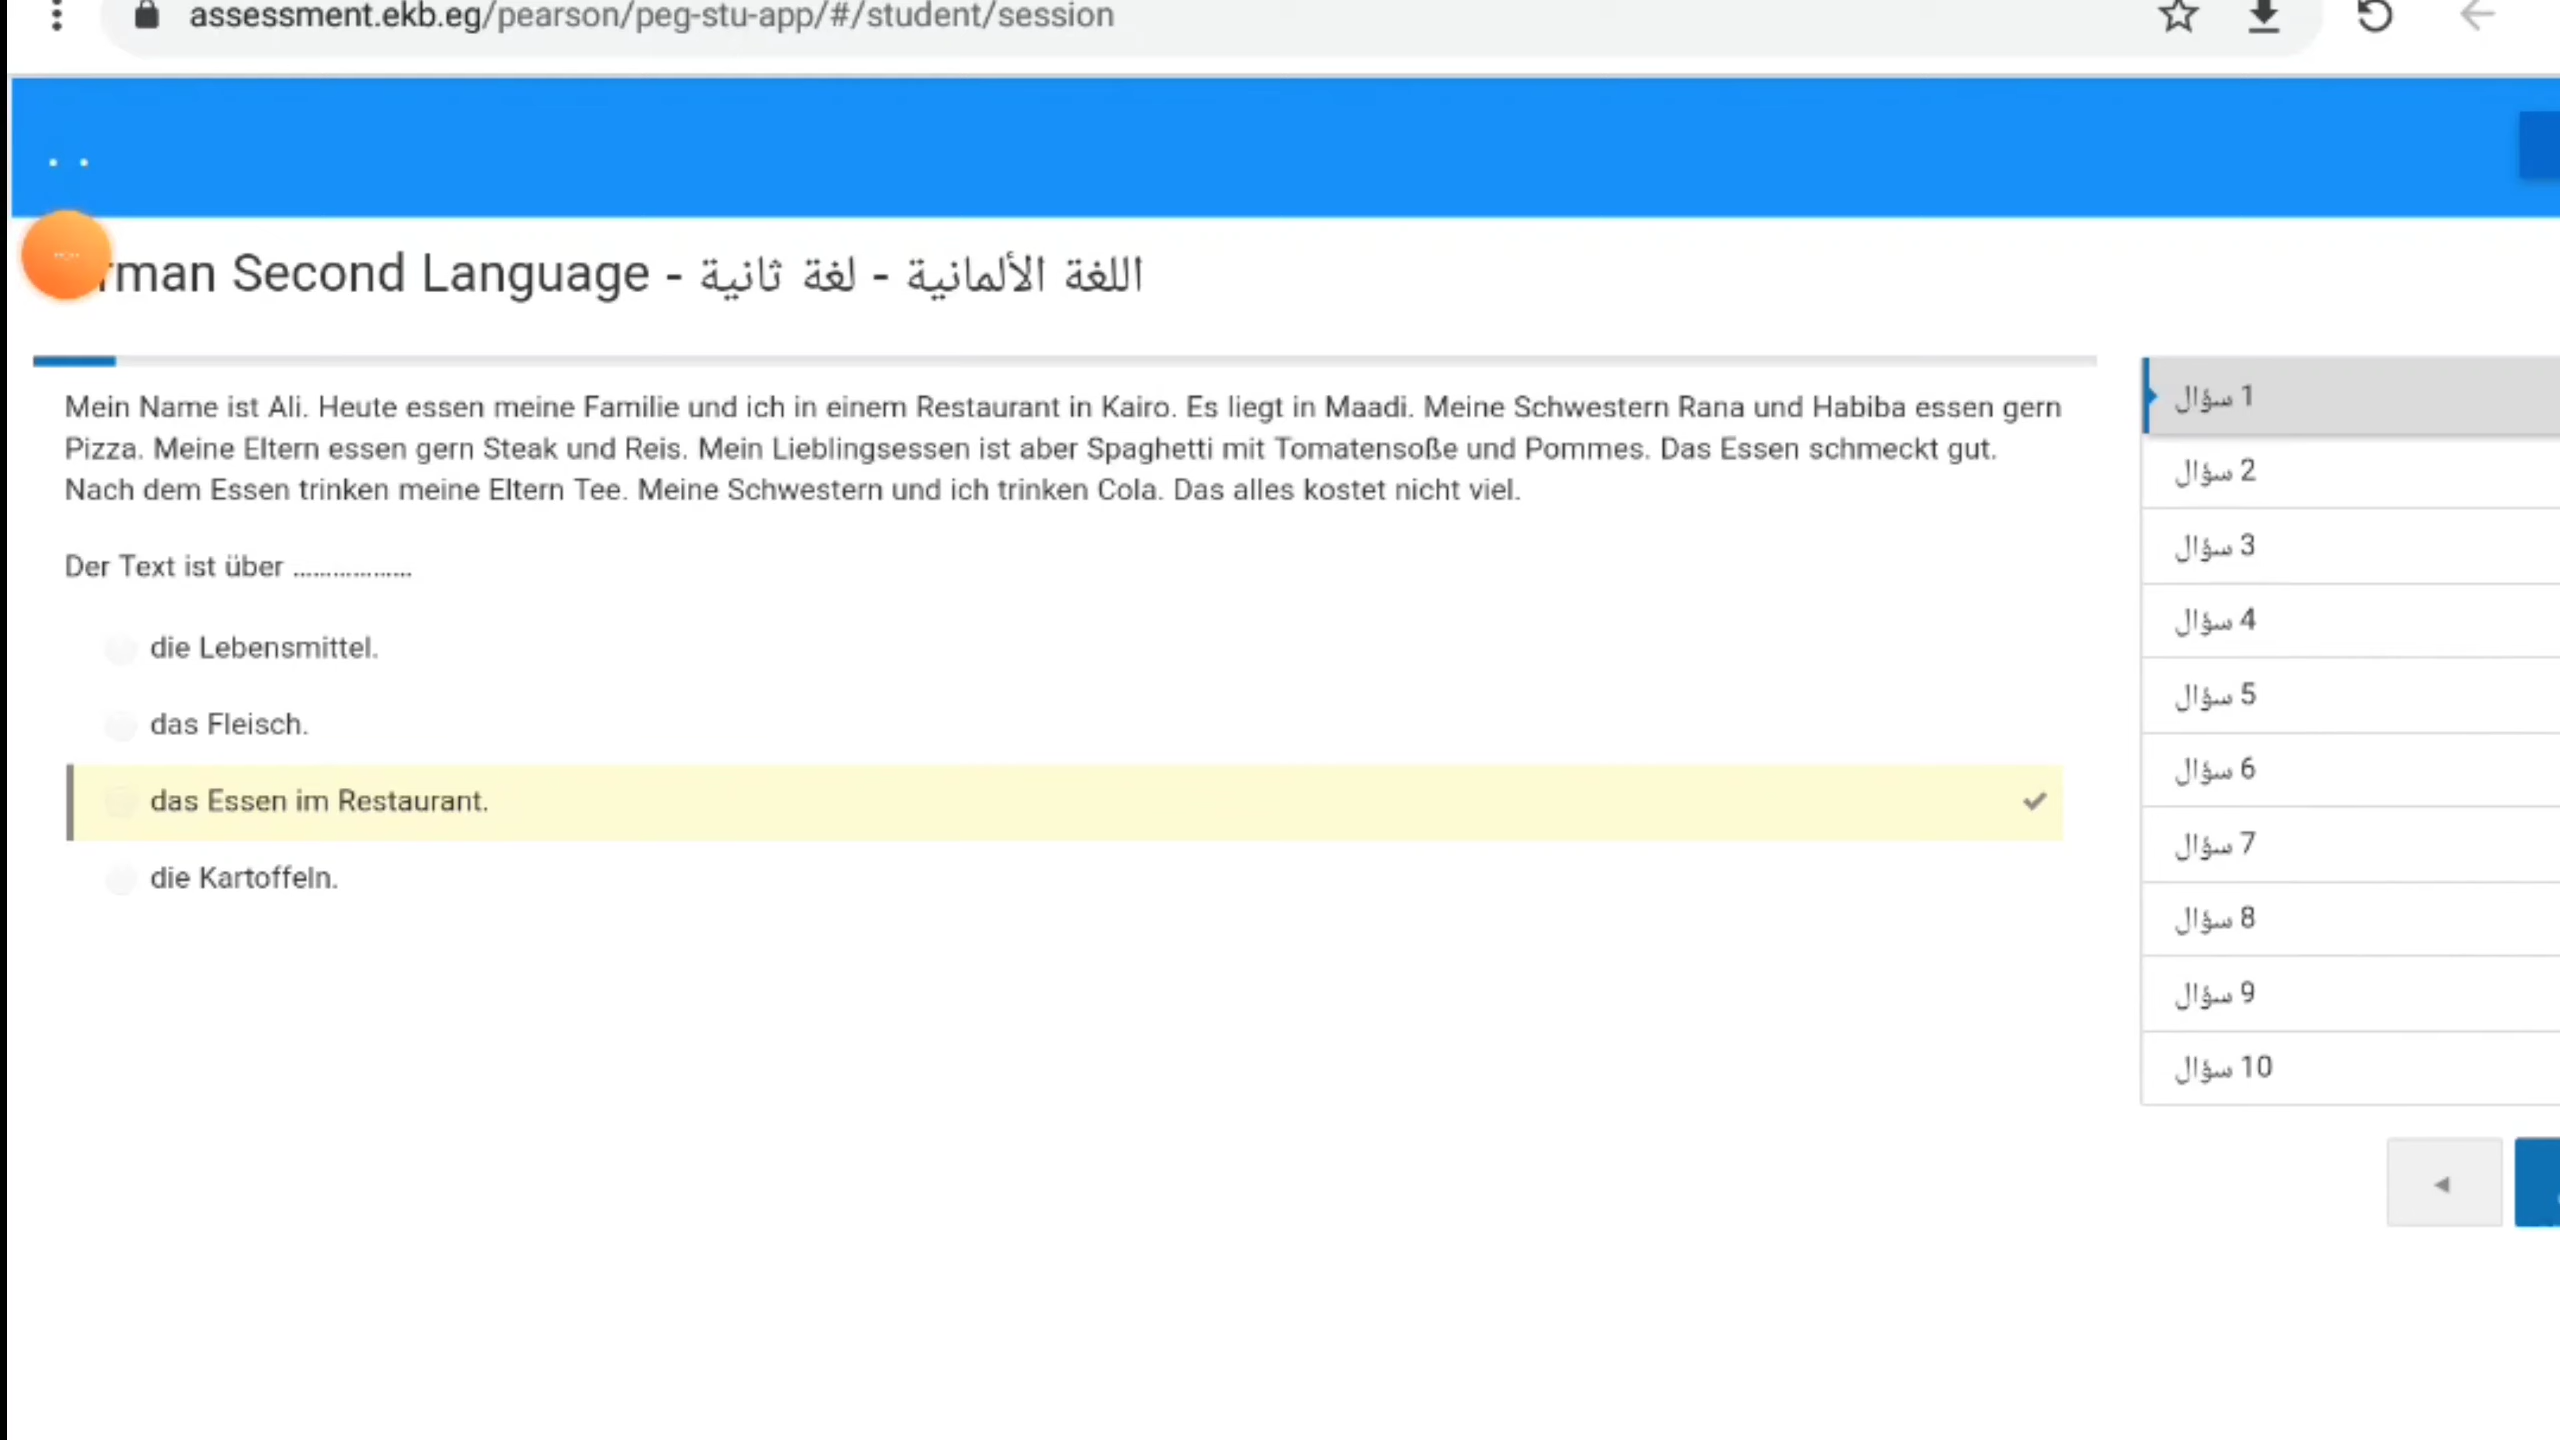 assessment.ekb.eg/pearson/peg-stu-app/#/student/session
rman Second Language - اللغة الألمانية - لغة ثانية
Mein Name ist Ali. Heute essen meine Familie und ich in einem Restaurant in Kairo. Es liegt in Maadi. Meine Schwestern Rana und Habiba essen gern
Pizza. Meine Eltern essen gern Steak und Reis. Mein Lieblingsessen ist aber Spaghetti mit Tomatensoße und Pommes. Das Essen schmeckt gut.
Nach dem Essen trinken meine Eltern Tee. Meine Schwestern und ich trinken Cola. Das alles kostet nicht viel.
Der Text ist über ..................
die Lebensmittel.
das Fleisch.
das Essen im Restaurant.
die Kartoffeln.
سؤال 1
سؤال 2
سؤال 3
سؤال 4
سؤال 5
سؤال 6
سؤال 7
سؤال 8
سؤال 9
سؤال 10